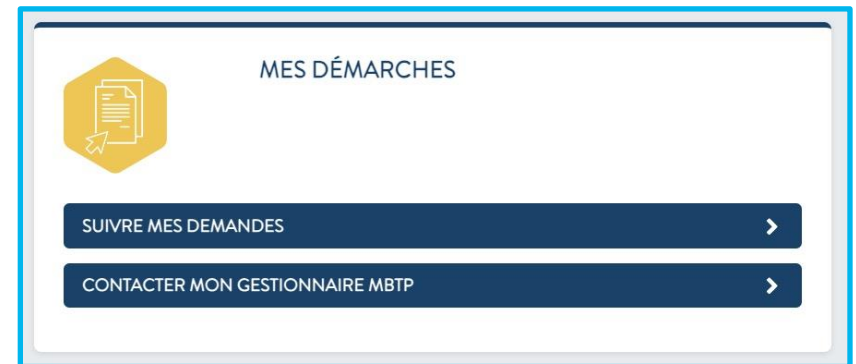 MES DÉMARCHES
SUIVRE MES DEMANDES
CONTACTER MON GESTIONNAIRE MBTP